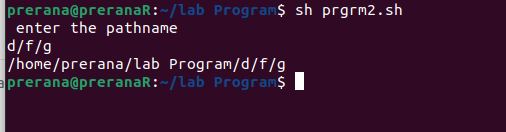 prerana@preranaR:~/lab Program$ sh prgrm2.sh
 enter the pathname
d/f/g
/home/prerana/lab Program/d/f/g
prerana@preranaR:~/lab Program$